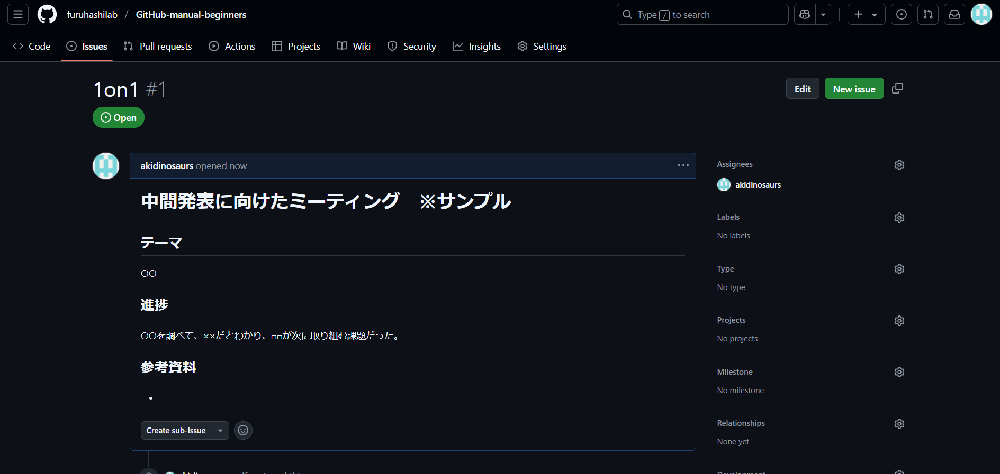 furuhashilab / GitHub-manual-beginners
Type / to search
Code Issues Pull requests Actions Projects Wiki Security Insights Settings
1on1 #1
Edit New issue
Open
akidinosaurs opened now
中間発表に向けたミーティング　※サンプル
テーマ
〇〇
進捗
〇〇を調べて、××だとわかり、□□が次に取り組む課題だった。
参考資料
•
Create sub-issue
Assignees
akidinosaurs
Labels
No labels
Type
No type
Projects
No projects
Milestone
No milestone
Relationships
None yet
Development